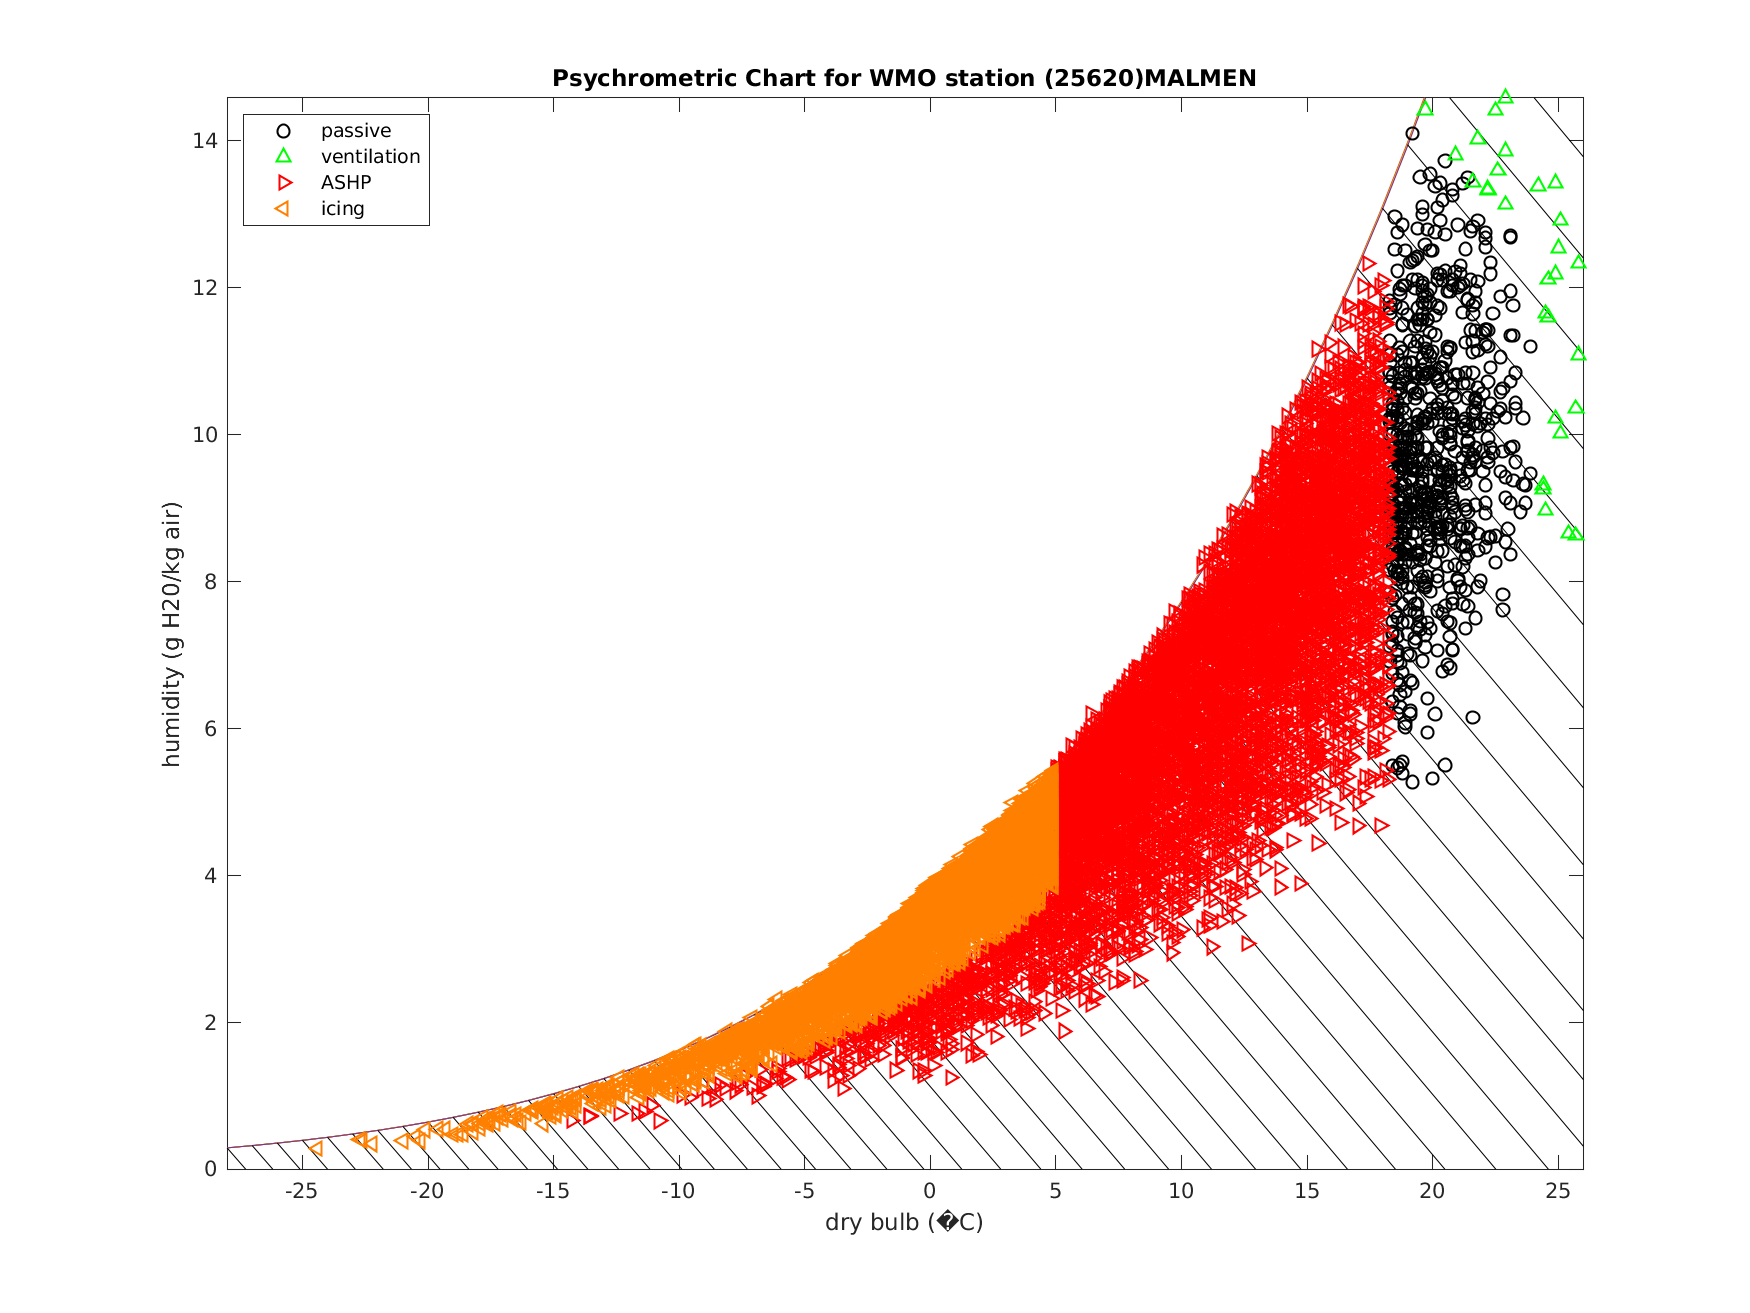 Psychrometric Chart for WMO station (25620)MALMEN
passive
ventilation
ASHP
icing
14
12
10
8
6
4
2
0
humidity (g H20/kg air)
-25 -20 -15 -10 -5 0 5 10 15 20 25
dry bulb (�C)